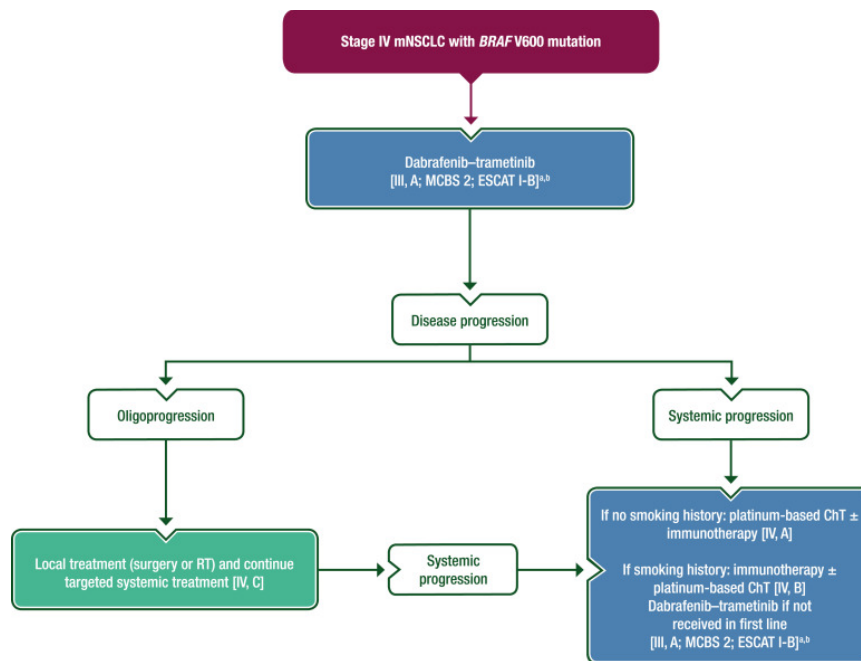 Stage IV mNSCLC with BRAF V600 mutation
Dabrafenib–trametinib
[III, A; MCBS 2; ESCAT I-B]a,b
Disease progression
Oligoprogression
Systemic progression
Local treatment (surgery or RT) and continue
targeted systemic treatment [IV, C]
Systemic
progression
If no smoking history: platinum-based ChT ±
immunotherapy [IV, A]
If smoking history: immunotherapy ±
platinum-based ChT [IV, B]
Dabrafenib–trametinib if not
received in first line
[III, A; MCBS 2; ESCAT I-B]a,b